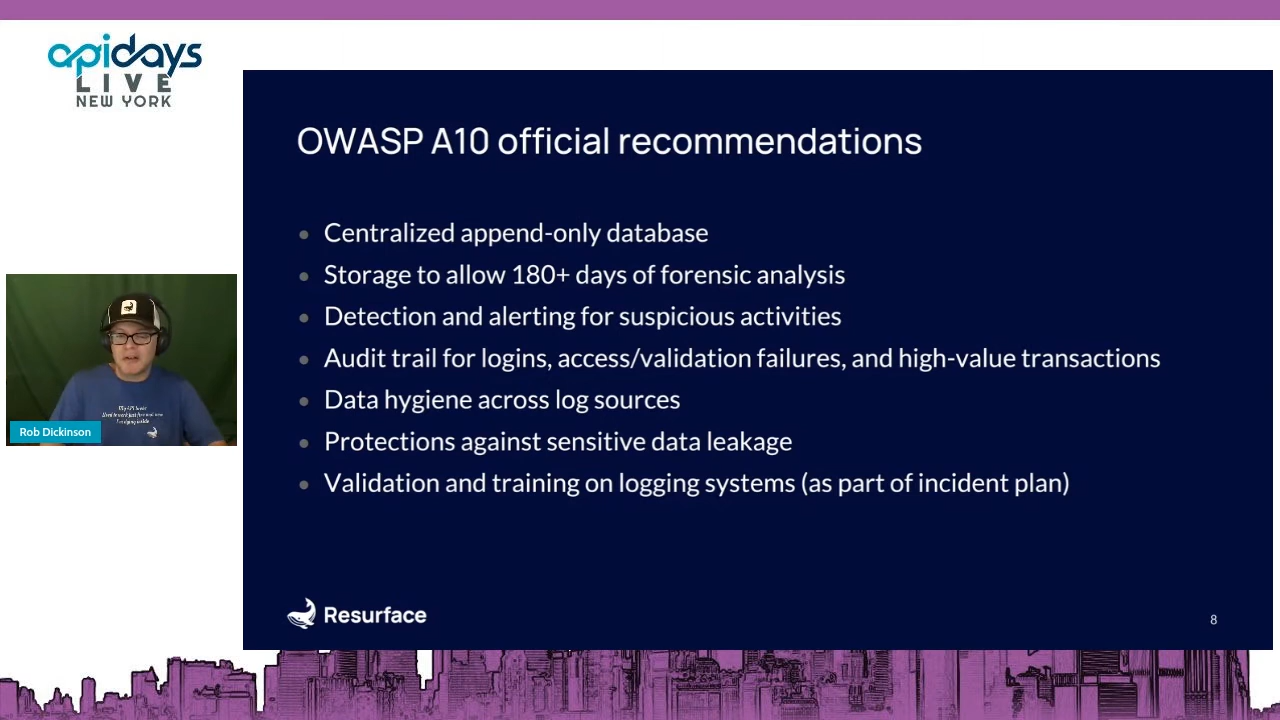 apidays
LIVE
NEW YORK
OWASP A10 official recommendations
Centralized append-only database
Storage to allow 180+ days of forensic analysis
Detection and alerting for suspicious activities
Audit trail for logins, access/validation failures, and high-value transactions
Data hygiene across log sources
Protections against sensitive data leakage
Validation and training on logging systems (as part of incident plan)
Rob Dickinson
Resurface
8